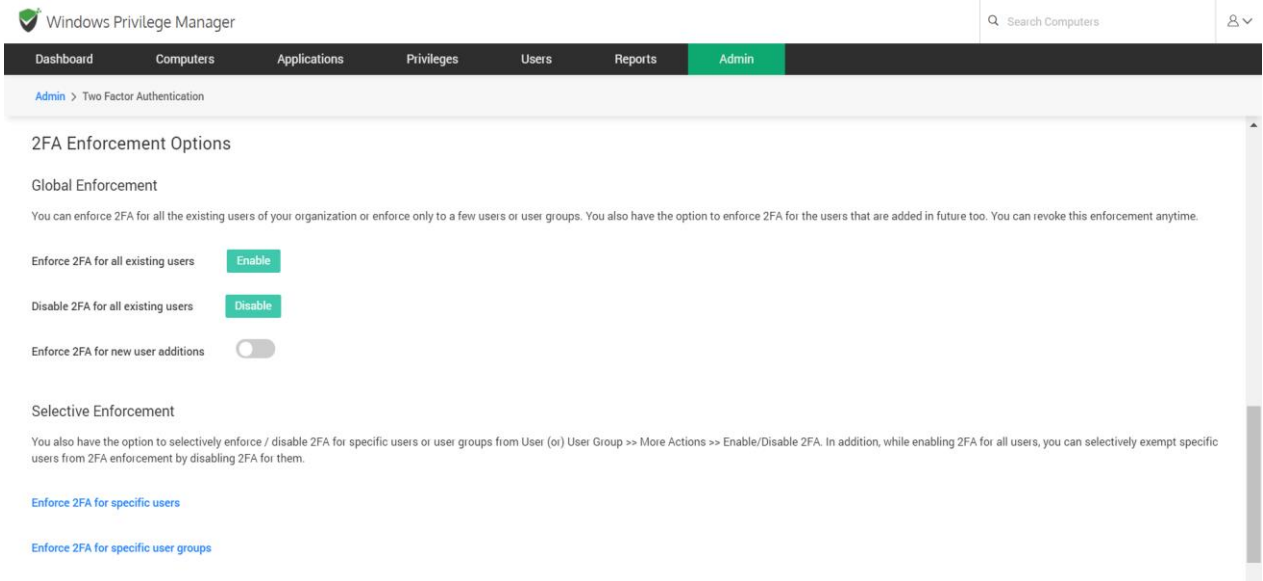 Windows Privilege Manager
Search Computers
Dashboard Computers Applications Privileges Users Reports Admin
Admin > Two Factor Authentication
2FA Enforcement Options
Global Enforcement
You can enforce 2FA for all the existing users of your organization or enforce only to a few users or user groups. You also have the option to enforce 2FA for the users that are added in future too. You can revoke this enforcement anytime.
Enforce 2FA for all existing users Enable
Disable 2FA for all existing users Disable
Enforce 2FA for new user additions
Selective Enforcement
You also have the option to selectively enforce / disable 2FA for specific users or user groups from User (or) User Group >> More Actions >> Enable/Disable 2FA. In addition, while enabling 2FA for all users, you can selectively exempt specific
users from 2FA enforcement by disabling 2FA for them.
Enforce 2FA for specific users
Enforce 2FA for specific user groups